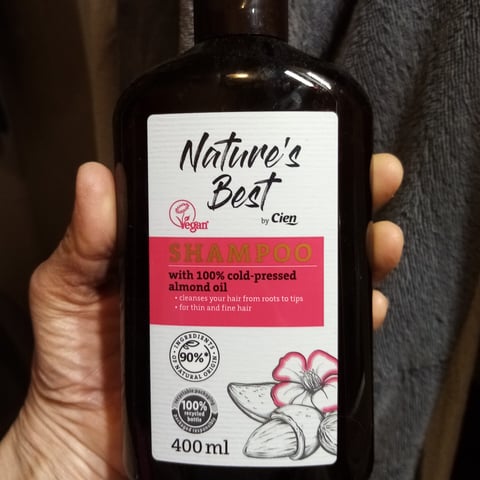 Nature's
Best
by Cien
Vegan
SHAMPOO
with 100% cold-pressed
almond oil
• cleanses your hair from roots to tips
• for thin and fine hair
INGREDIENTS
90%*
OF NATURAL ORIGIN
100%
recycled
bottle
400 ml